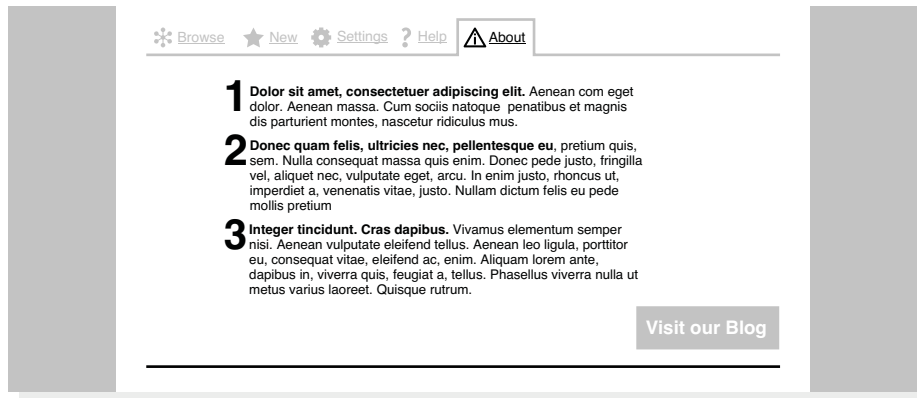 Browse New Settings ? Help About
1 Dolor sit amet, consectetuer adipiscing elit. Aenean com eget
dolor. Aenean massa. Cum sociis natoque penatibus et magnis
dis parturient montes, nascetur ridiculus mus.
2 Donec quam felis, ultricies nec, pellentesque eu, pretium quis,
sem. Nulla consequat massa quis enim. Donec pede justo, fringilla
vel, aliquet nec, vulputate eget, arcu. In enim justo, rhoncus ut,
imperdiet a, venenatis vitae, justo. Nullam dictum felis eu pede
mollis pretium
3 Integer tincidunt. Cras dapibus. Vivamus elementum semper
nisi. Aenean vulputate eleifend tellus. Aenean leo ligula, porttitor
eu, consequat vitae, eleifend ac, enim. Aliquam lorem ante,
dapibus in, viverra quis, feugiat a, tellus. Phasellus viverra nulla ut
metus varius laoreet. Quisque rutrum.
Visit our Blog